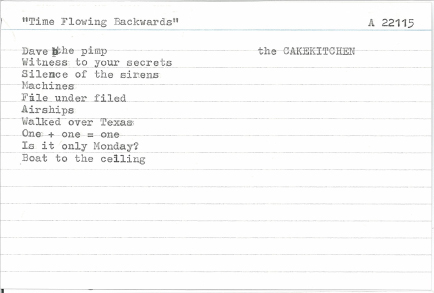 "Time Flowing Backwards" A 22115
Dave the pimp the CAKEKITCHEN
Witness to your secrets
Silence of the sirens
Machines
File under filed
Airships
Walked over Texas
One + one = one
Is it only Monday?
Boat to the celling